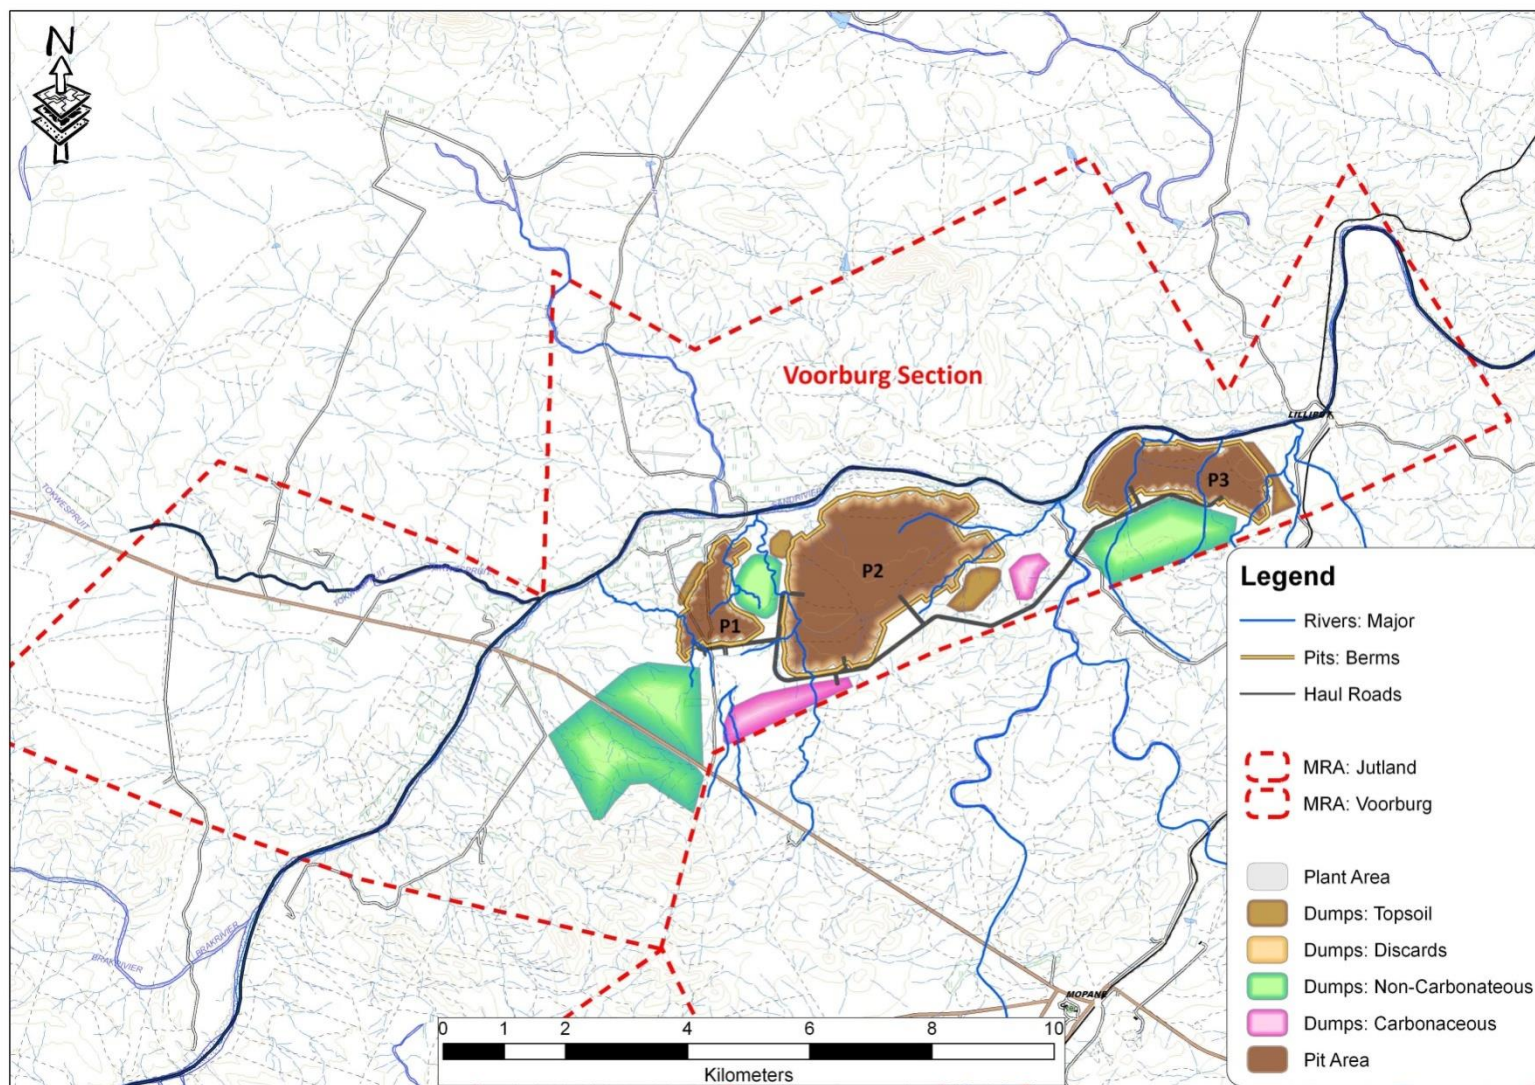 N
Voorburg Section
LILLIPUT
TOKWESPRUIT
SANDRIVIER
P3
P2
P1
BRAKRIVIER
BRAKRIVIER
MOPANE
Legend
Rivers: Major
Pits: Berms
Haul Roads
MRA: Jutland
MRA: Voorburg
Plant Area
Dumps: Topsoil
Dumps: Discards
Dumps: Non-Carbonateous
Dumps: Carbonaceous
Pit Area
0 1 2 4 6 8 10
Kilometers